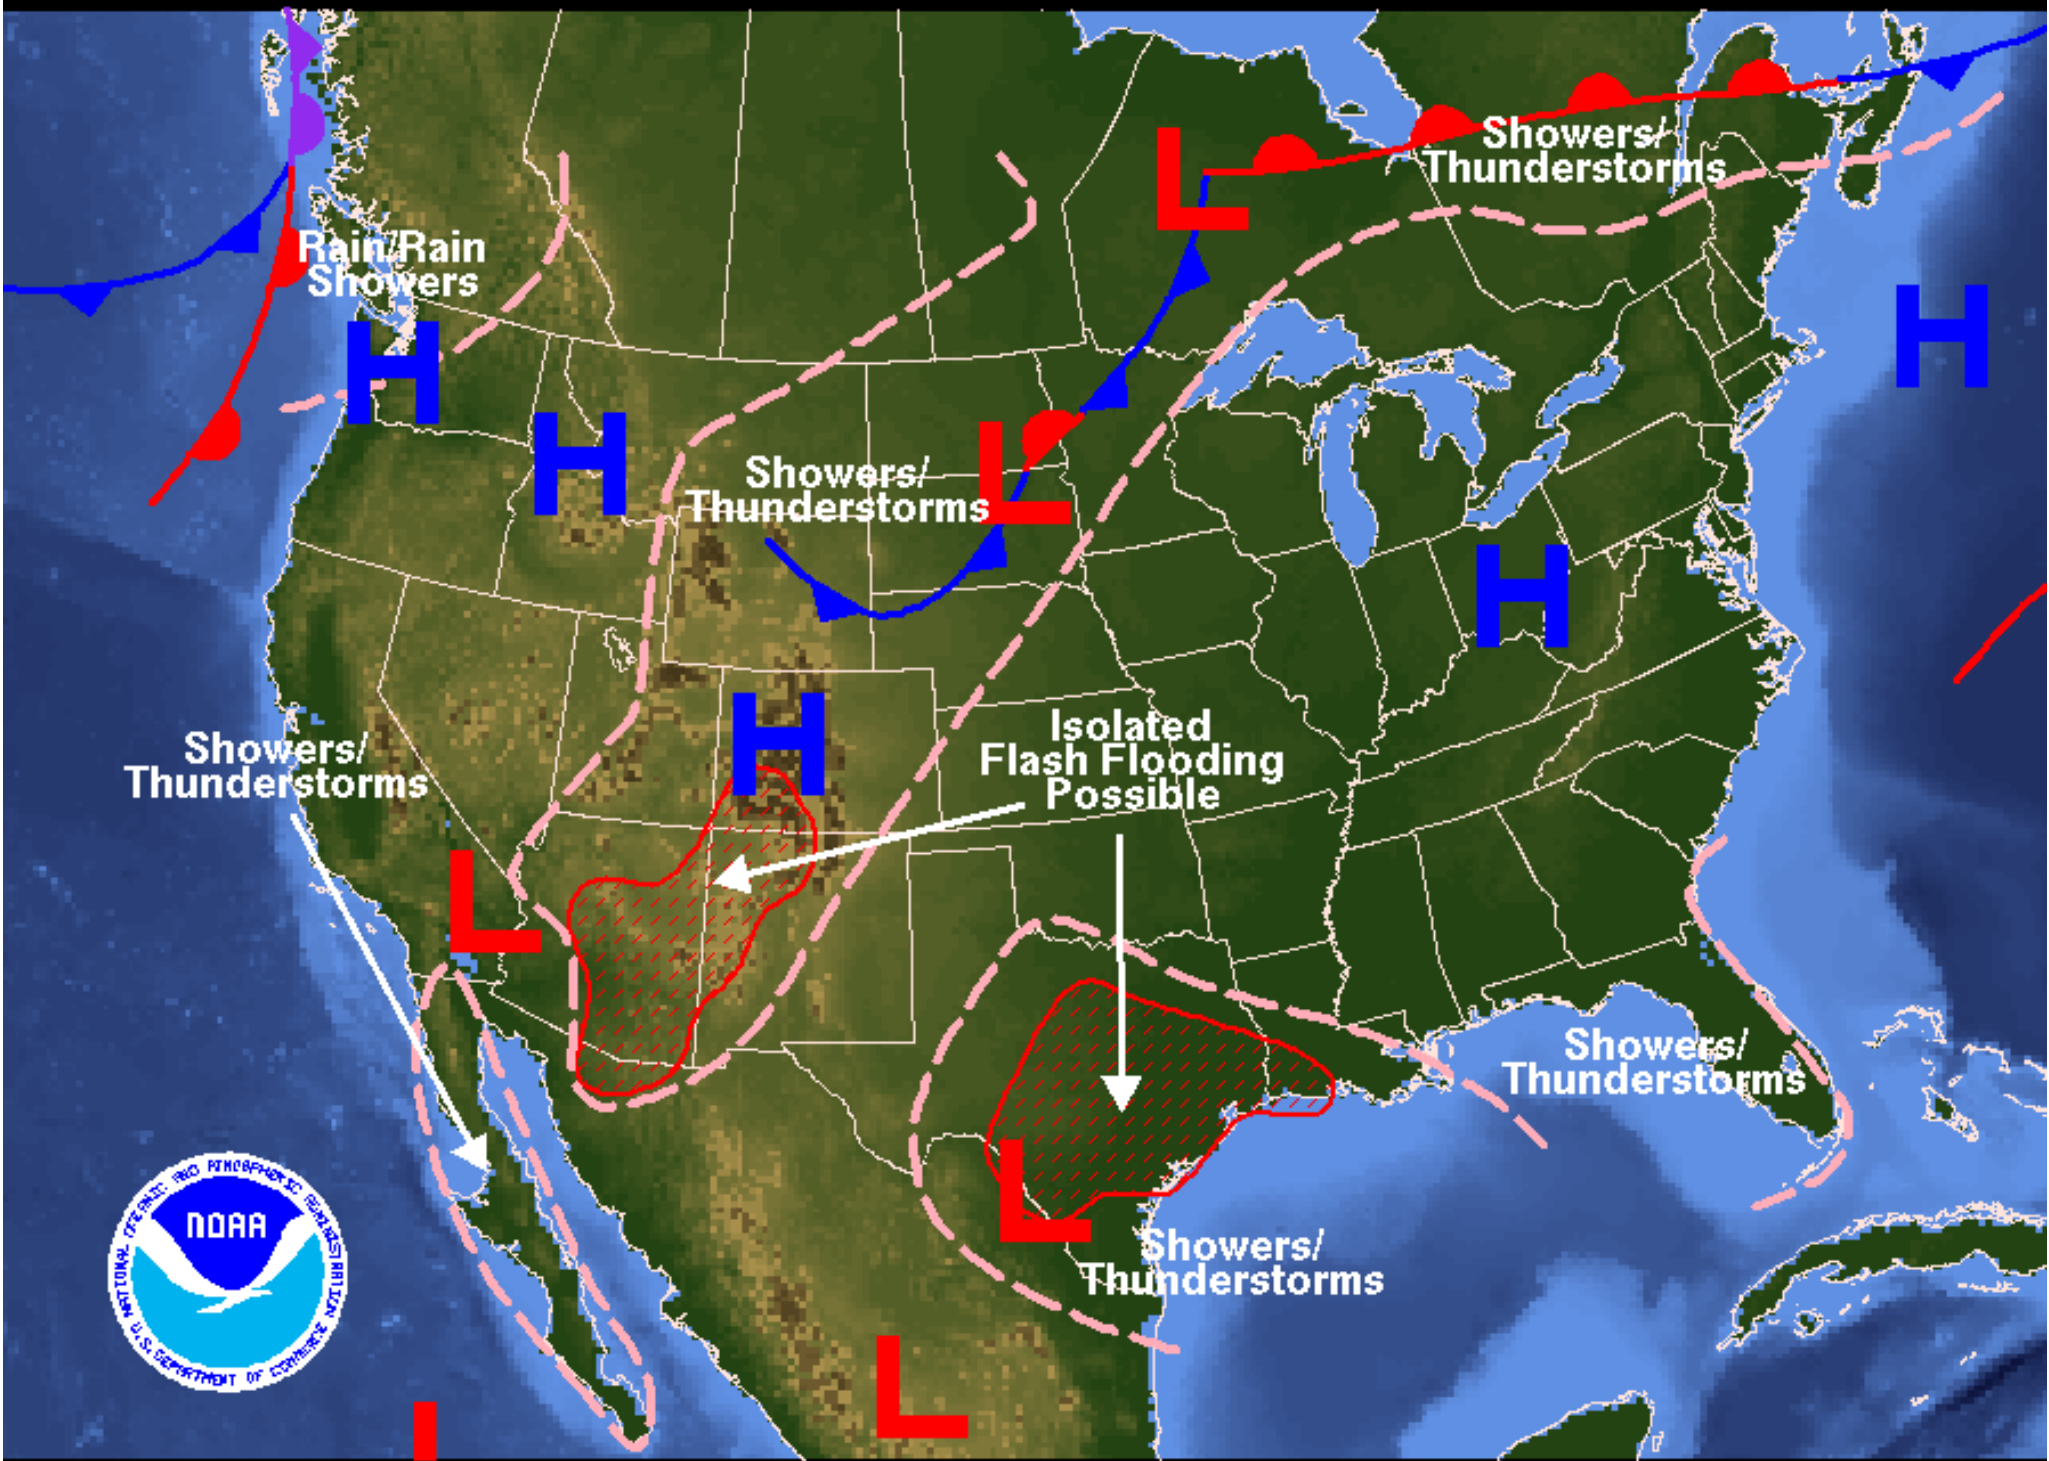 Showers/
Thunderstorms
Rain/Rain
Showers
H
L
H
H
H
L
Showers/
Thunderstorms
H
H
Isolated
Flash Flooding
Possible
Showers/
Thunderstorms
L
Showers/
Thunderstorms
L
Showers/
Thunderstorms
NATIONAL OCEANIC AND ATMOSPHERIC ADMINISTRATION
NOAA
U.S. DEPARTMENT OF COMMERCE
L